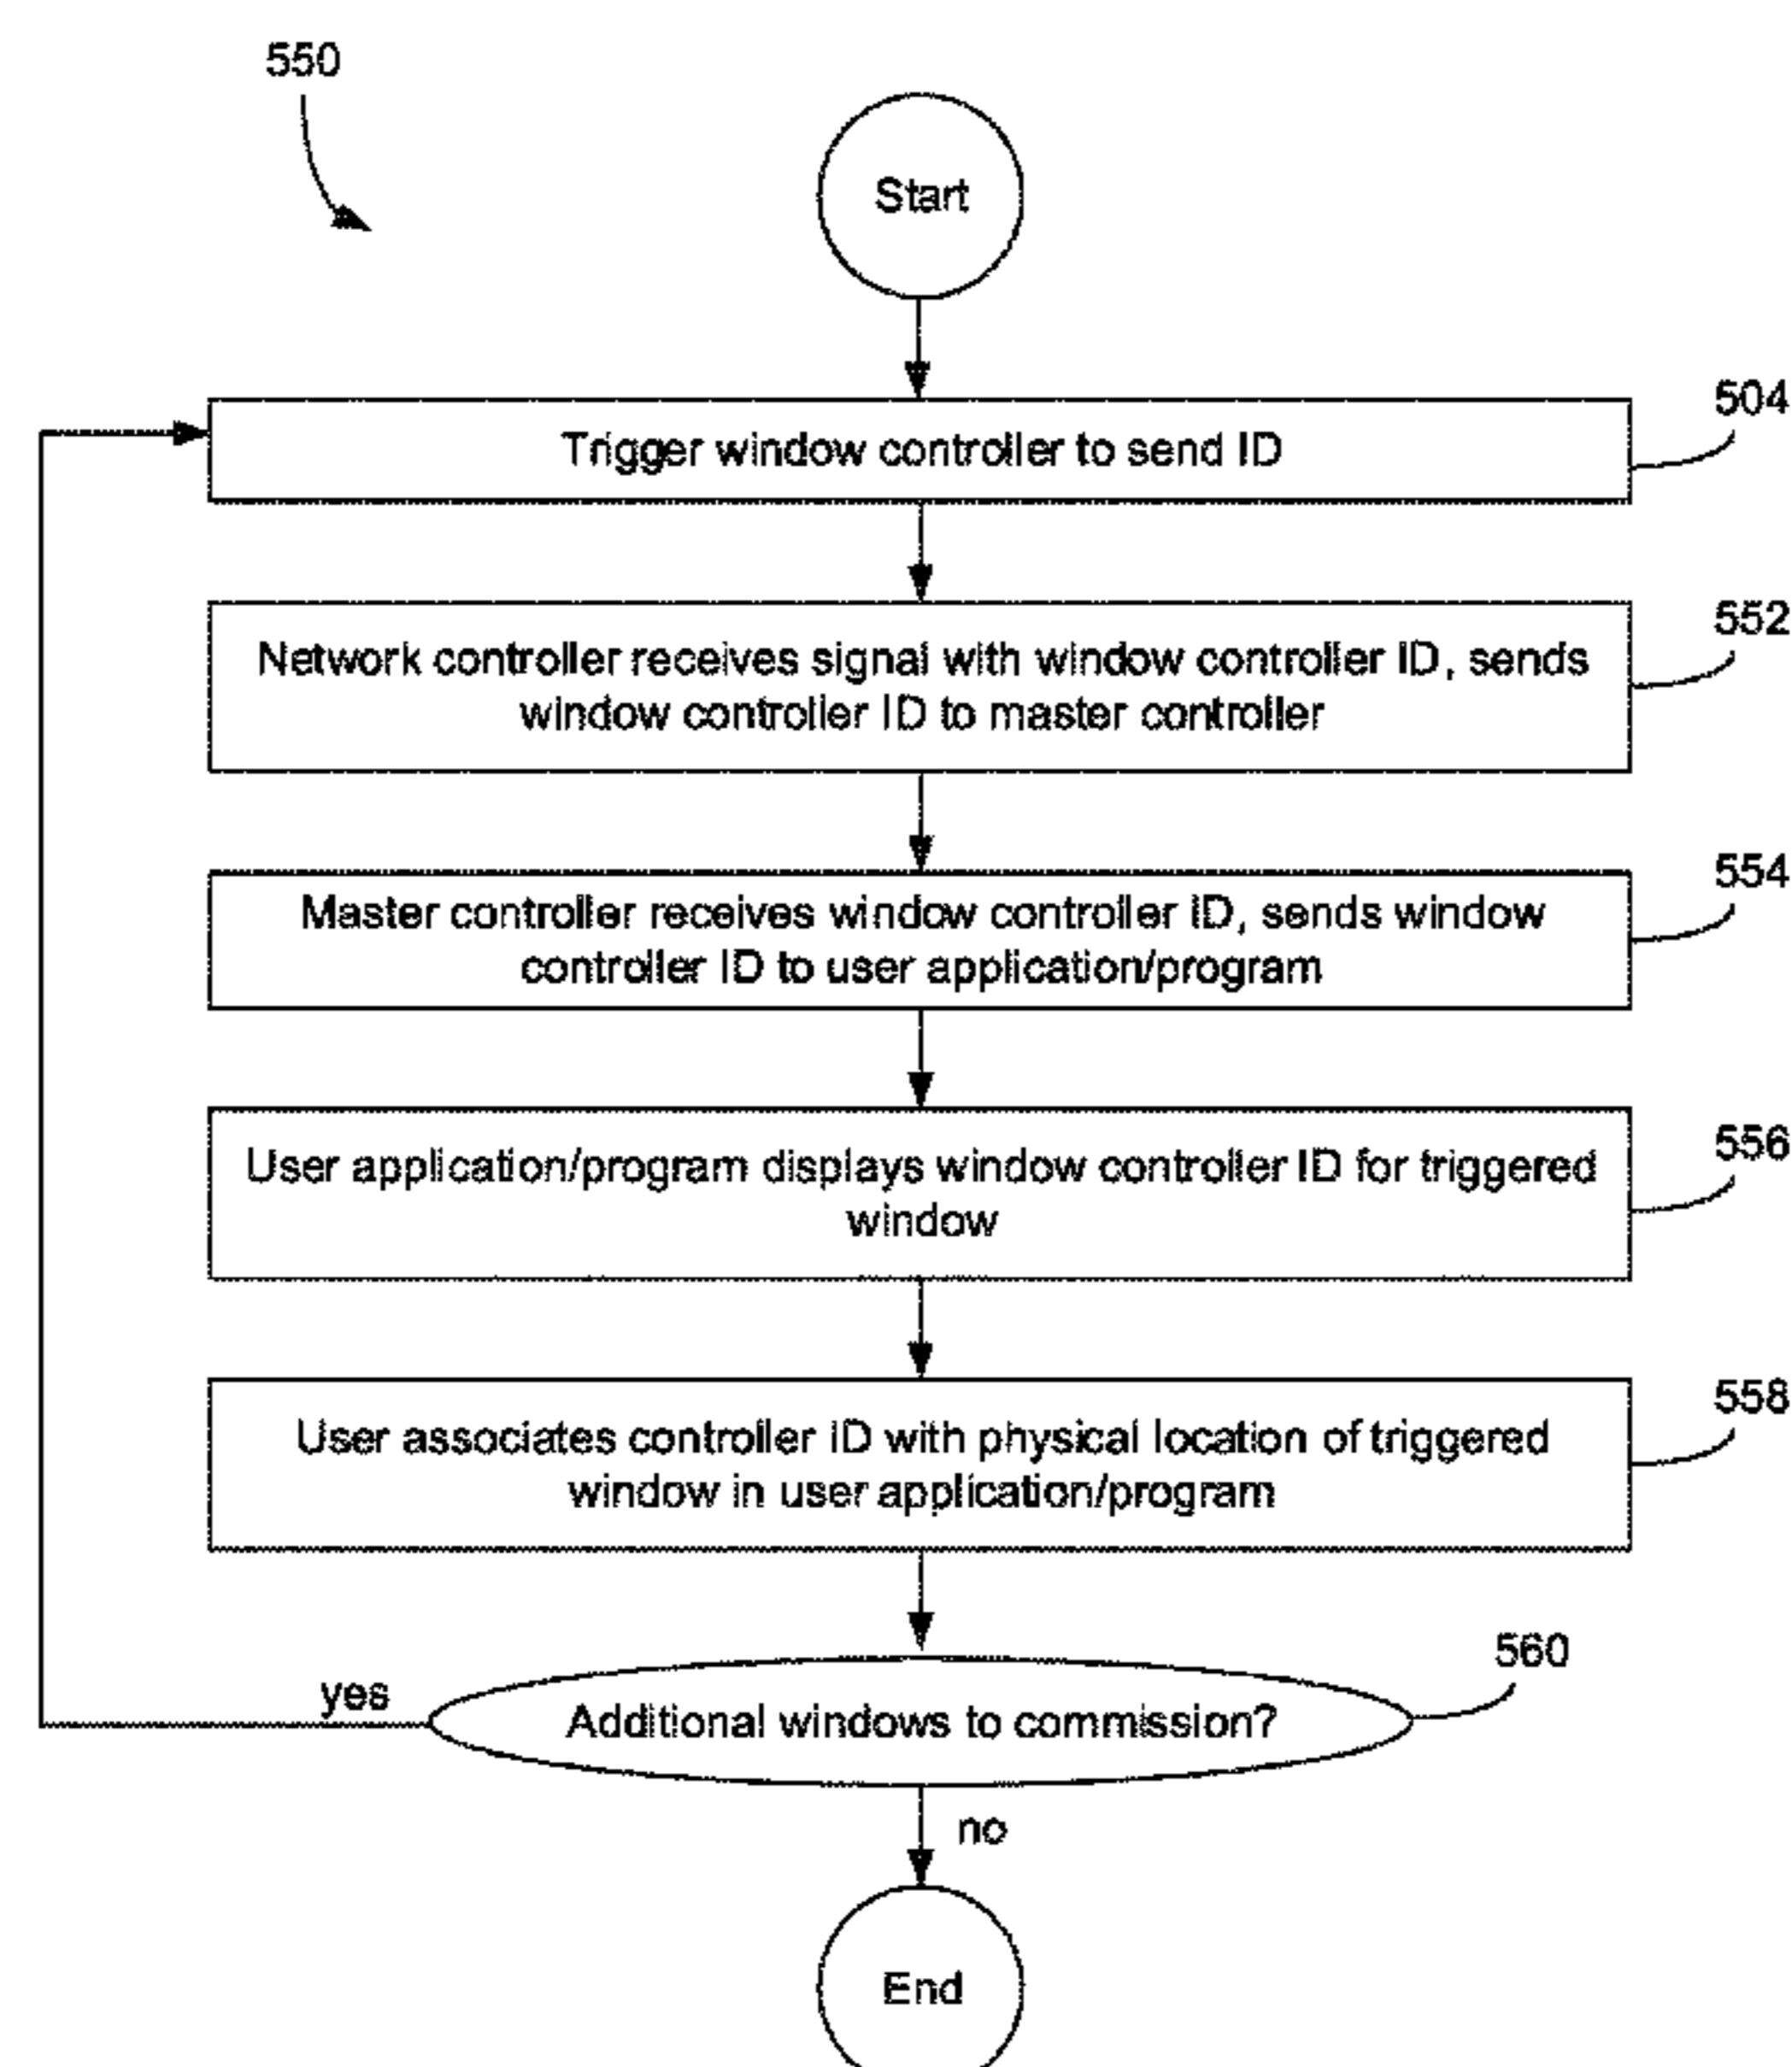 550
Start
504
Trigger window controller to send ID
552
Network controller receives signal with window controller ID, sends
window controller ID to master controller
554
Master controller receives window controller ID, sends window
controller ID to user application/program
556
User application/program displays window controller ID for triggered
window
558
User associates controller ID with physical location of triggered
window in user application/program
560
yes
Additional windows to commission?
no
End